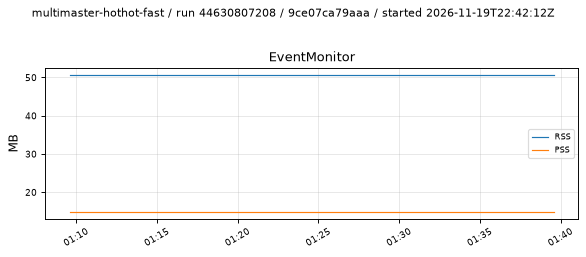 multimaster-hothot-fast / run 44630807208 / 9ce07ca79aaa / started 2026-11-19T22:42:12Z
EventMonitor
MB
50
40
30
20
RSS
PSS
01:10
01:15
01:20
01:25
01:30
01:35
01:40